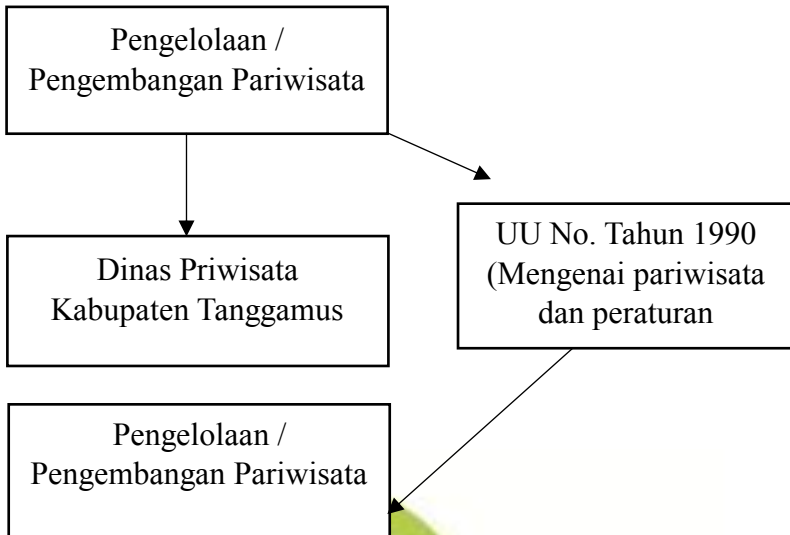 Pengelolaan /
Pengembangan Pariwisata
Dinas Priwisata
Kabupaten Tanggamus
UU No. Tahun 1990
(Mengenai pariwisata
dan peraturan
Pengelolaan /
Pengembangan Pariwisata